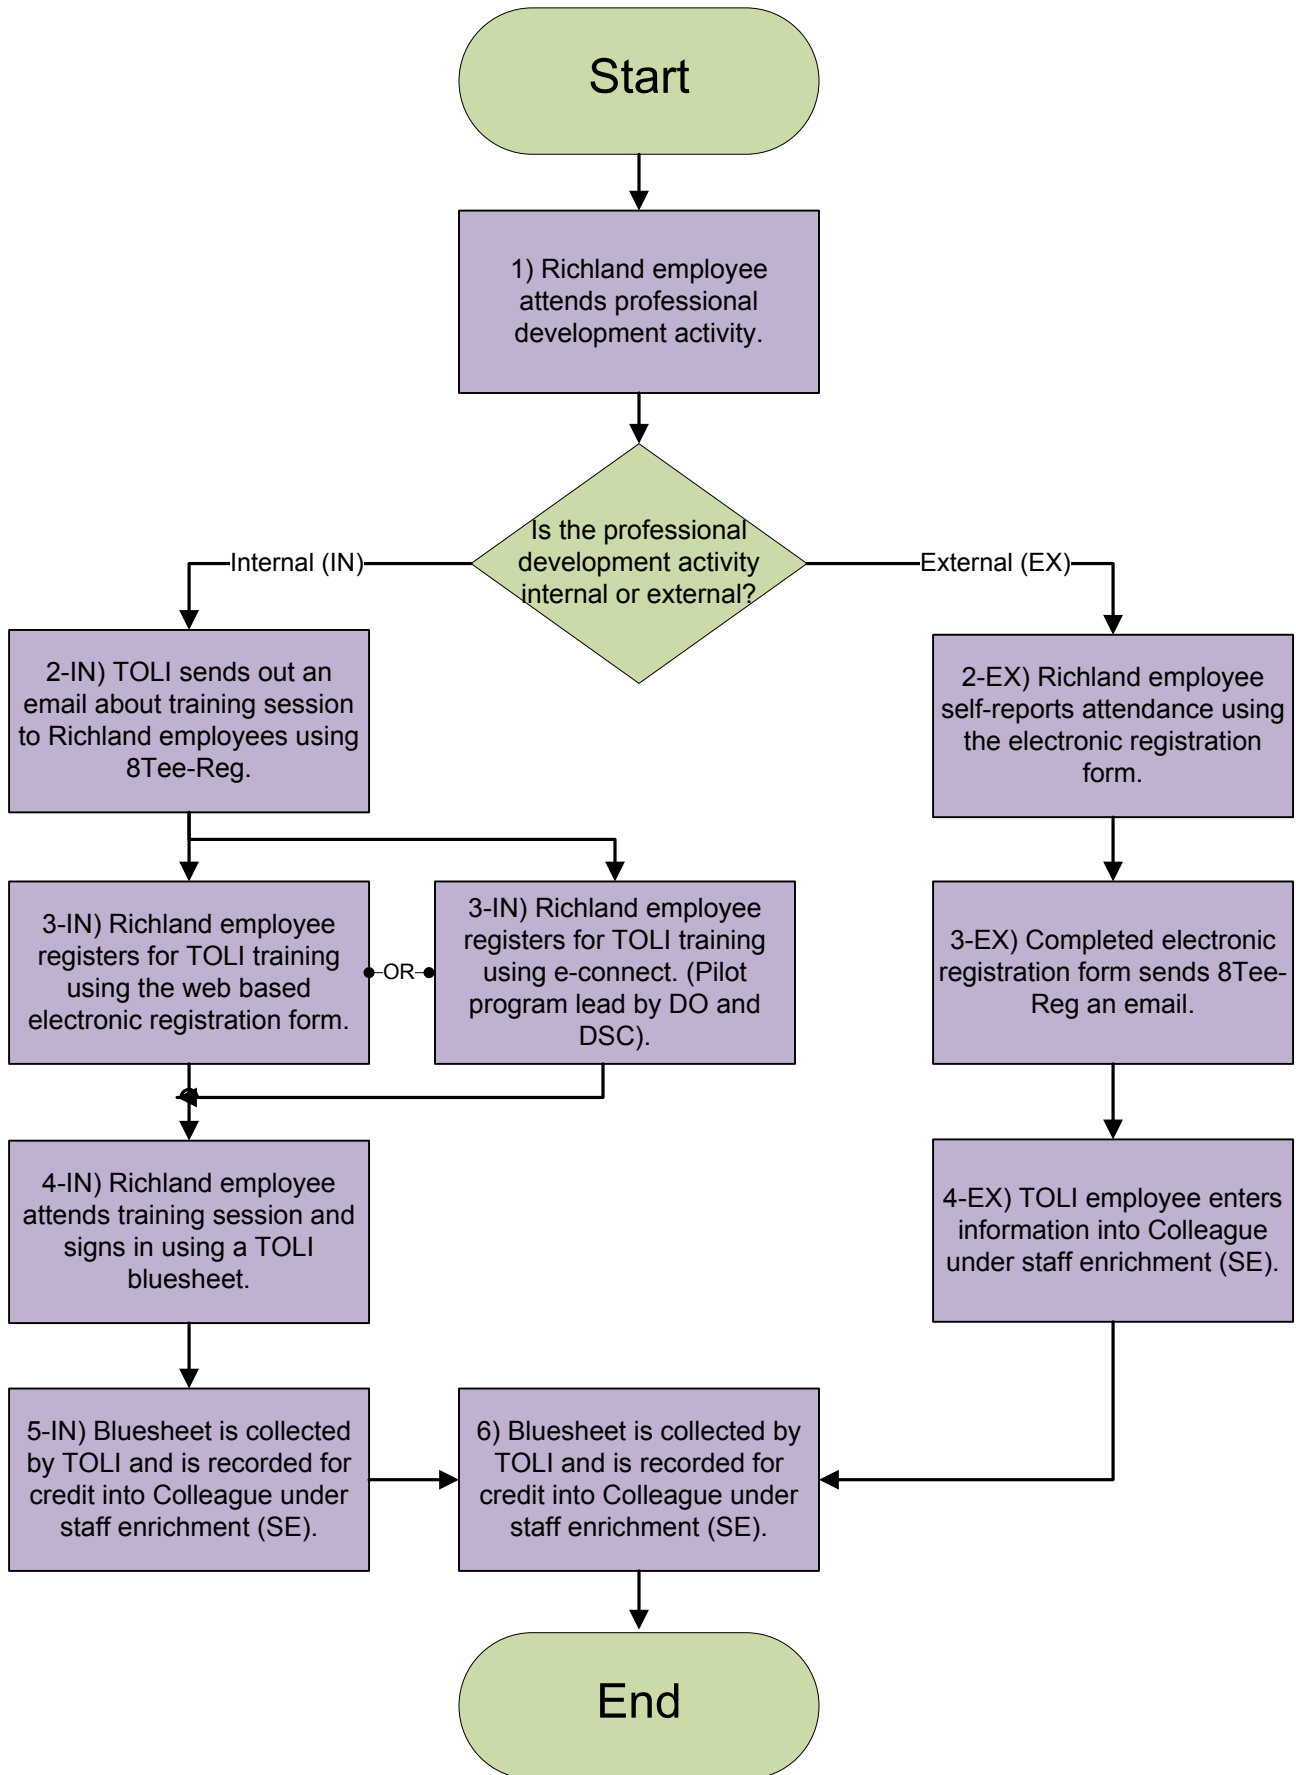 Start
1) Richland employee
attends professional
development activity.
Is the professional
development activity
internal or external?
Internal (IN)
External (EX)
2-IN) TOLI sends out an
email about training session
to Richland employees using
8Tee-Reg.
2-EX) Richland employee
self-reports attendance using
the electronic registration
form.
3-IN) Richland employee
registers for TOLI training
using the web based
electronic registration form.
OR
3-IN) Richland employee
registers for TOLI training
using e-connect. (Pilot
program lead by DO and
DSC).
3-EX) Completed electronic
registration form sends 8Tee-
Reg an email.
4-IN) Richland employee
attends training session and
signs in using a TOLI
bluesheet.
4-EX) TOLI employee enters
information into Colleague
under staff enrichment (SE).
5-IN) Bluesheet is collected
by TOLI and is recorded for
credit into Colleague under
staff enrichment (SE).
6) Bluesheet is collected by
TOLI and is recorded for
credit into Colleague under
staff enrichment (SE).
End